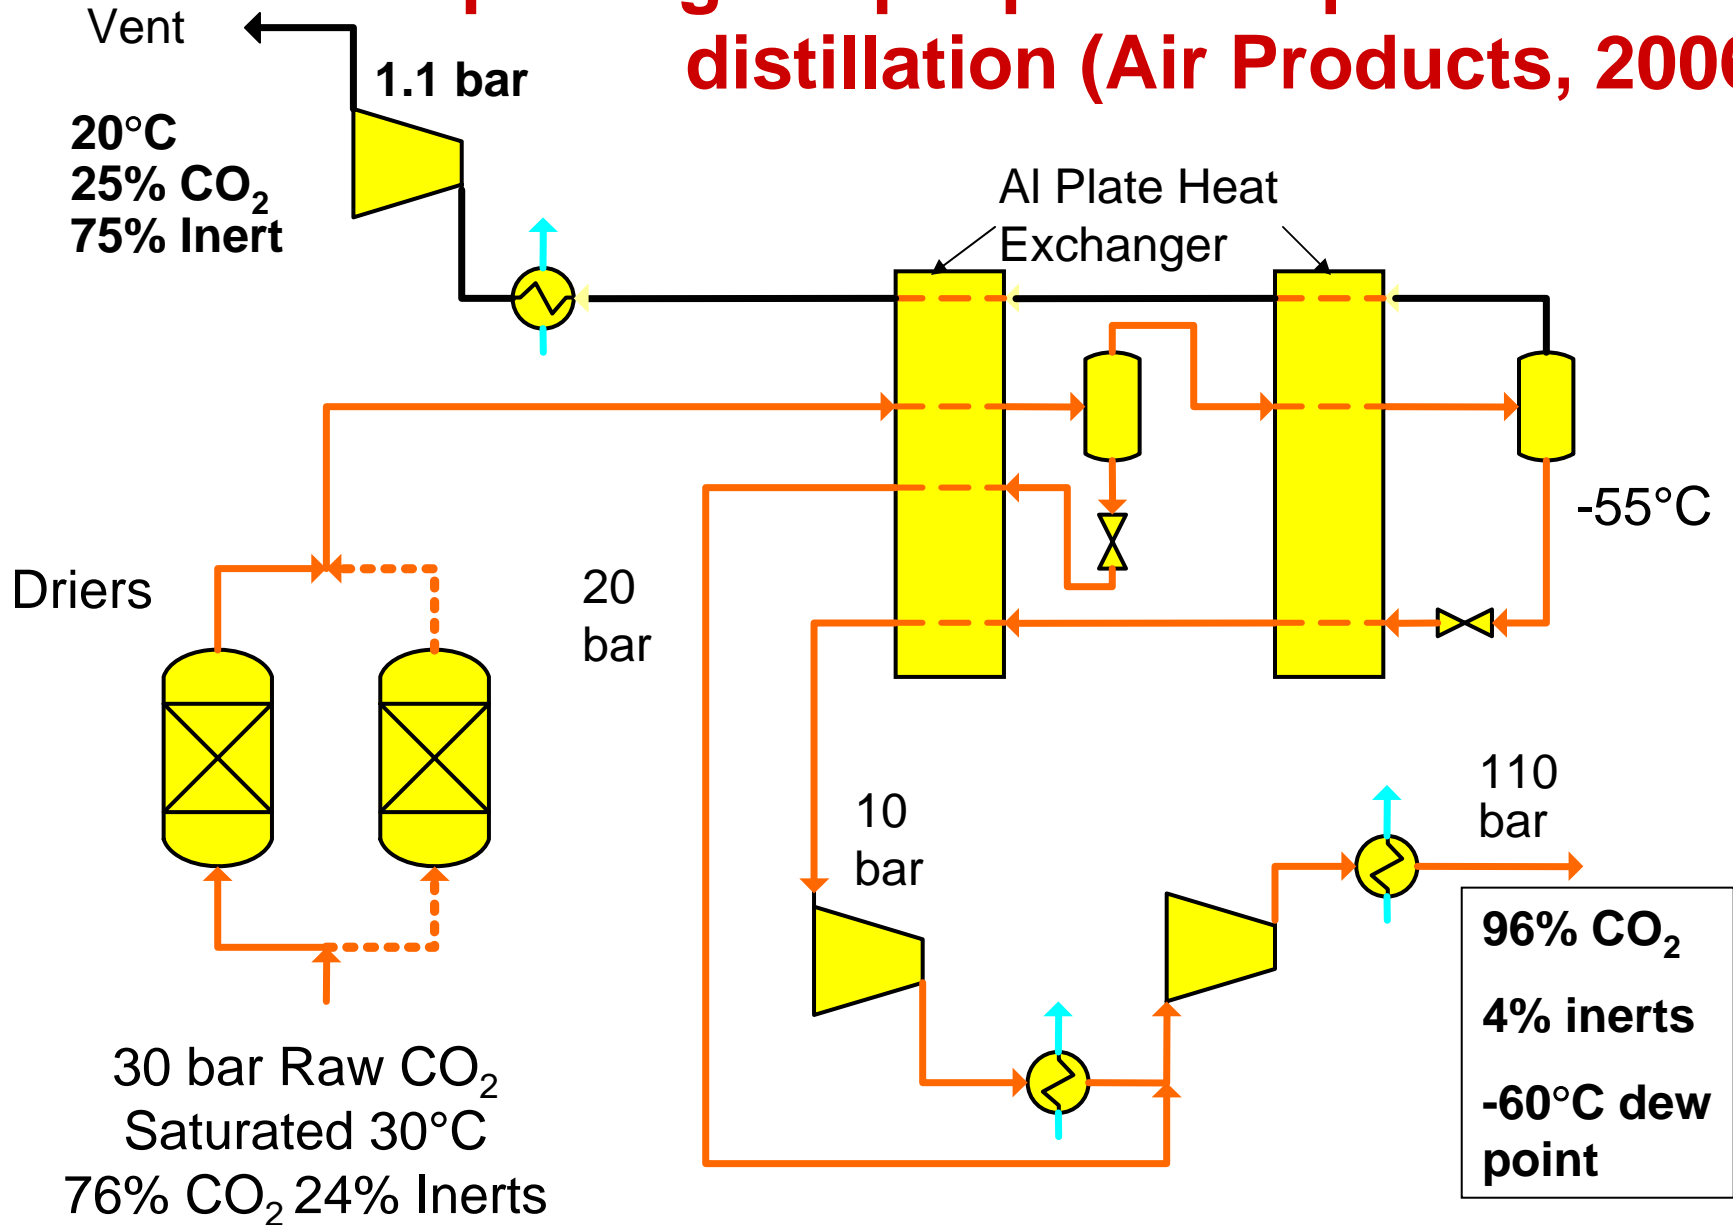 distillation (Air Products, 2006
Vent
1.1 bar
20°C
25% CO₂
75% Inert
Al Plate Heat
Exchanger
-55°C
Driers
20
bar
10
bar
110
bar
96% CO₂
4% inerts
-60°C dew
point
30 bar Raw CO₂
Saturated 30°C
76% CO₂ 24% Inerts